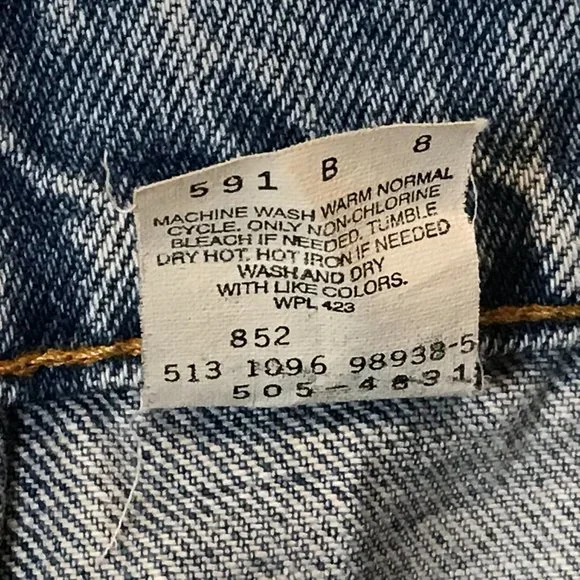 591 B 8
MACHINE WASH WARM NORMAL
CYCLE. ONLY NON-CHLORINE
BLEACH IF NEEDED. TUMBLE
DRY HOT. HOT IRON IF NEEDED
WASH AND DRY
WITH LIKE COLORS.
WPL 423
852
513 1096 98938-5
505-4831